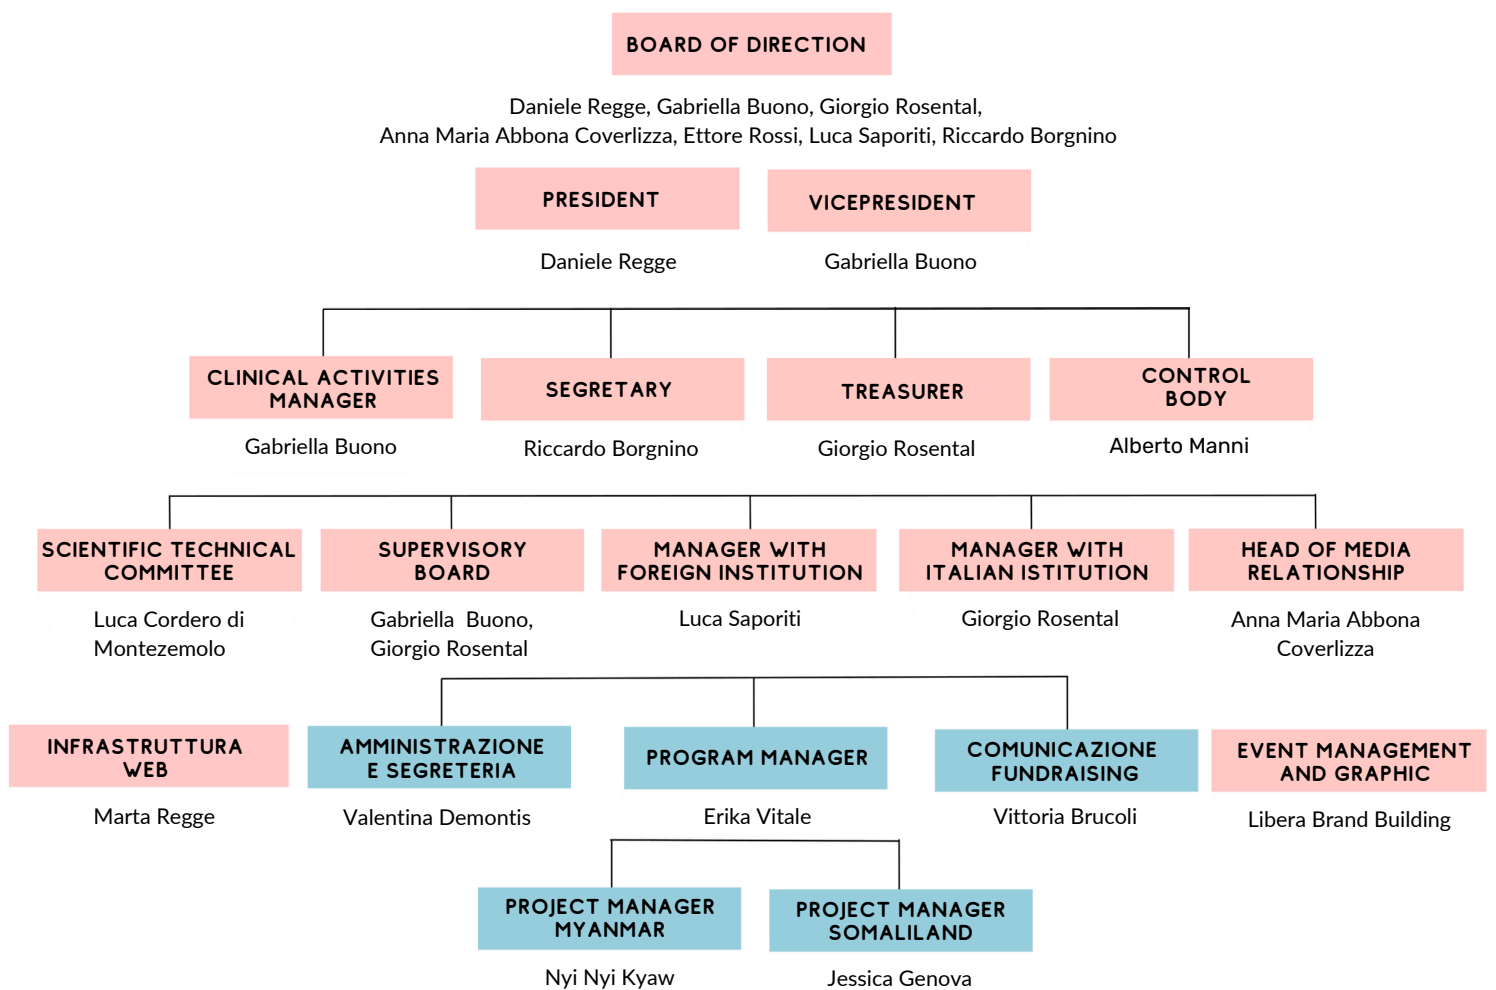 BOARD OF DIRECTION
Daniele Regge, Gabriella Buono, Giorgio Rosental,
Anna Maria Abbona Coverlizza, Ettore Rossi, Luca Saporiti, Riccardo Borgnino
PRESIDENT
VICEPRESIDENT
Daniele Regge
Gabriella Buono
CLINICAL ACTIVITIES
MANAGER
Gabriella Buono
SEGRETARY
Riccardo Borgnino
TREASURER
Giorgio Rosental
CONTROL
BODY
Alberto Manni
SCIENTIFIC TECHNICAL
COMMITTEE
Luca Cordero di
Montezemolo
SUPERVISORY
BOARD
Gabriella Buono,
Giorgio Rosental
MANAGER WITH
FOREIGN INSTITUTION
Luca Saporiti
MANAGER WITH
ITALIAN ISTITUTION
Giorgio Rosental
HEAD OF MEDIA
RELATIONSHIP
Anna Maria Abbona
Coverlizza
INFRASTRUTTURA
WEB
Marta Regge
AMMINISTRAZIONE
E SEGRETERIA
Valentina Demontis
PROGRAM MANAGER
Erika Vitale
COMUNICAZIONE
FUNDRAISING
Vittoria Brucoli
EVENT MANAGEMENT
AND GRAPHIC
Libera Brand Building
PROJECT MANAGER
MYANMAR
Nyi Nyi Kyaw
PROJECT MANAGER
SOMALILAND
Jessica Genova